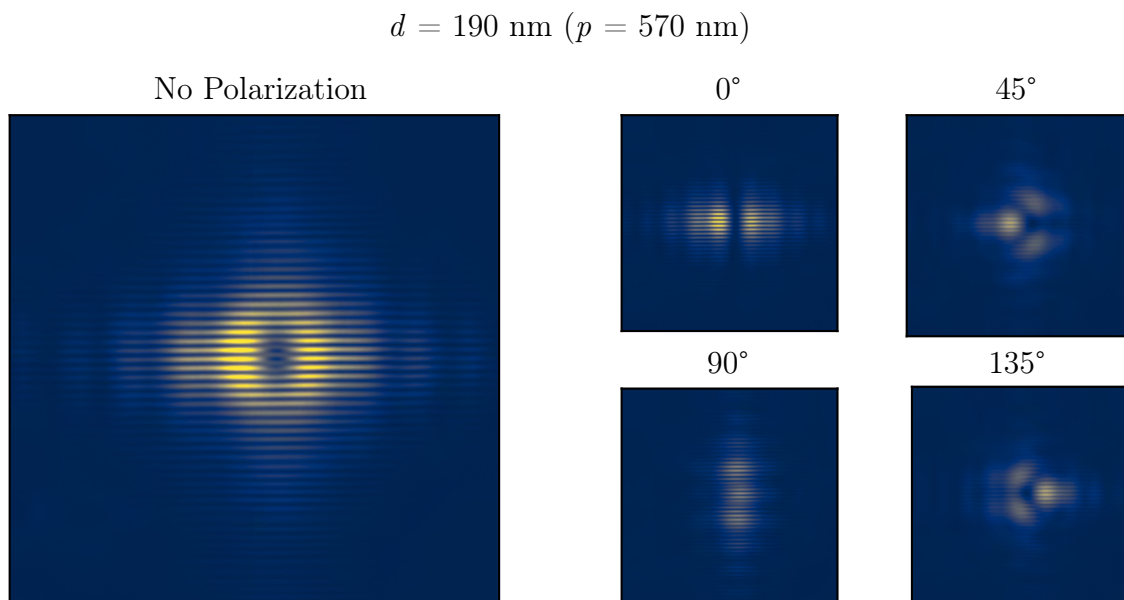 d = 190 nm (p = 570 nm)
No Polarization
0°
45°
90°
135°